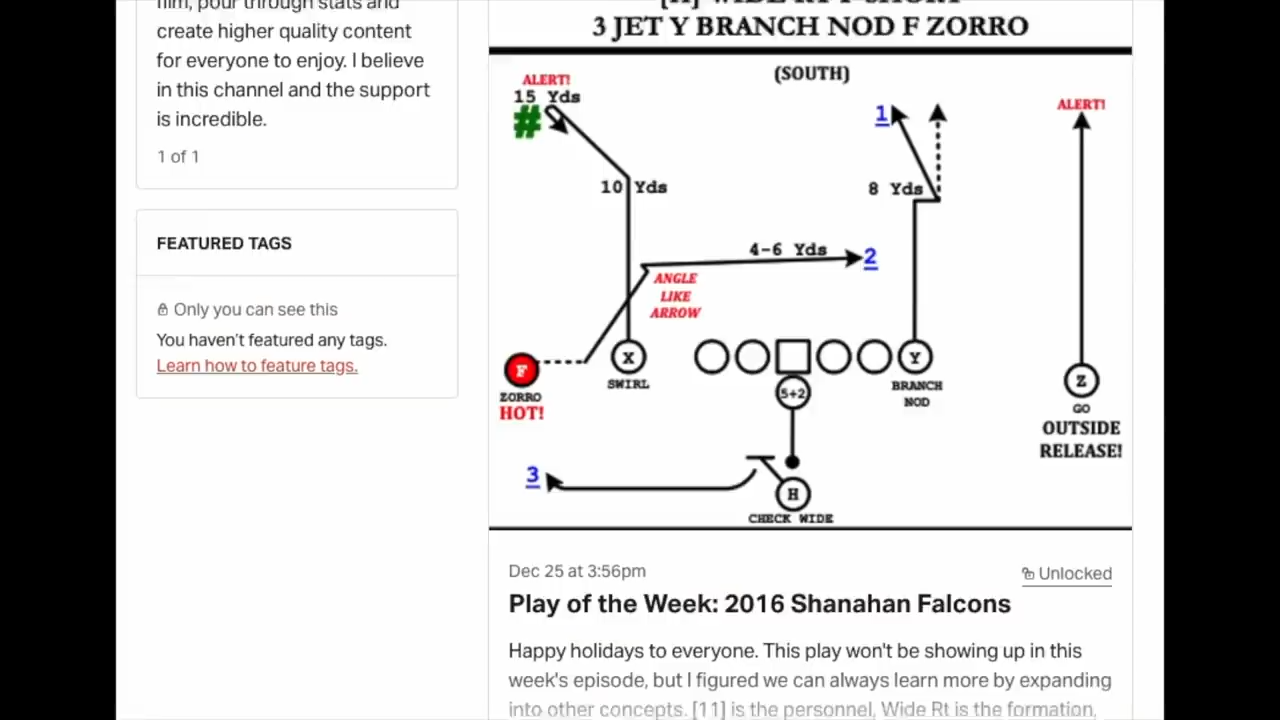 film, pour through stats and
create higher quality content
for everyone to enjoy. I believe
in this channel and the support
is incredible.
1 of 1
FEATURED TAGS
Only you can see this
You haven't featured any tags.
Learn how to feature tags.
3 JET Y BRANCH NOD F ZORRO
(SOUTH)
ALERT!
15 Yds
#
1
ALERT!
10 Yds
8 Yds
4-6 Yds
2
ANGLE
LIKE
ARROW
F
X
Y
Z
ZORRO
HOT!
SWIRL
5+2
BRANCH
NOD
GO
OUTSIDE
RELEASE!
3
H
CHECK WIDE
Dec 25 at 3:56pm
Unlocked
Play of the Week: 2016 Shanahan Falcons
Happy holidays to everyone. This play won't be showing up in this
week's episode, but I figured we can always learn more by expanding
into other concepts. [11] is the personnel, Wide Rt is the formation,